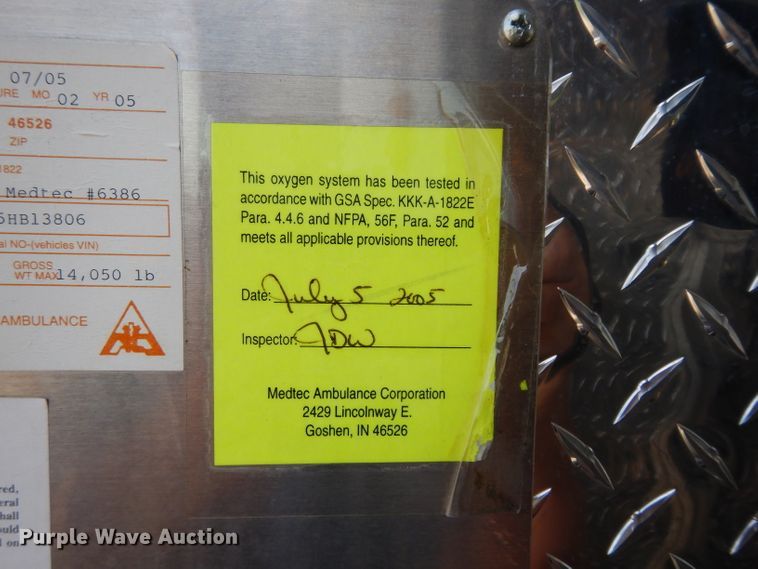 07/05
URE MO 02 YR 05
46526
ZIP
1822
Medtec #6386
5HB13806
al NO-(vehicles VIN)
GROSS
WT MAX 14,050 lb
AMBULANCE
This oxygen system has been tested in
accordance with GSA Spec. KKK-A-1822E
Para. 4.4.6 and NFPA, 56F, Para. 52 and
meets all applicable provisions thereof.
Date: July 5 2005
Inspector: JDW
Medtec Ambulance Corporation
2429 Lincolnway E.
Goshen, IN 46526
red,
eral
hall
ould
l on
Purple Wave Auction